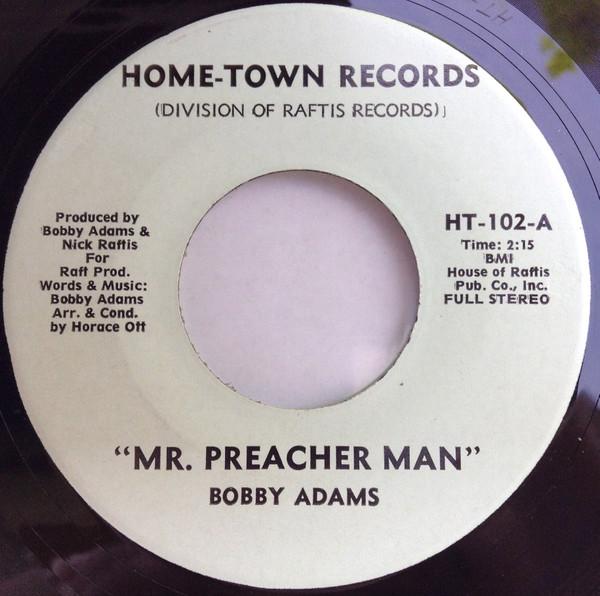 HOME-TOWN RECORDS
(DIVISION OF RAFTIS RECORDS)
Produced by
Bobby Adams &
Nick Raftis
For
Raft Prod.
Words & Music:
Bobby Adams
Arr. & Cond.
by Horace Ott
HT-102-A
Time: 2:15
BMI
House of Raftis
Pub. Co., Inc.
FULL STEREO
"MR. PREACHER MAN"
BOBBY ADAMS